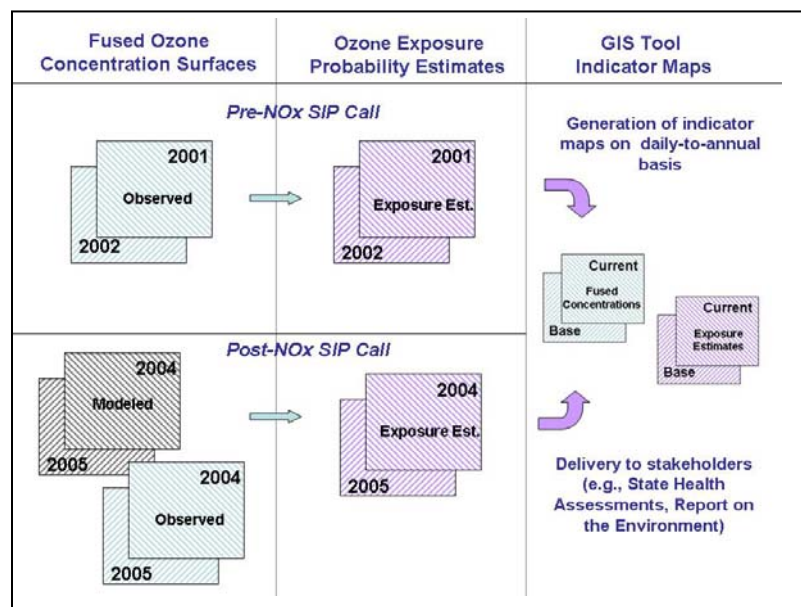 Fused Ozone
Concentration Surfaces
Ozone Exposure
Probability Estimates
GIS Tool
Indicator Maps
Pre-NOx SIP Call
2001
Observed
2002
2001
Exposure Est.
2002
Generation of indicator
maps on daily-to-annual
basis
Current
Fused
Concentrations
Base
Current
Exposure
Estimates
Base
Post-NOx SIP Call
2004
Modeled
2005
2004
Observed
2005
2004
Exposure Est.
2005
Delivery to stakeholders
(e.g., State Health
Assessments, Report on
the Environment)